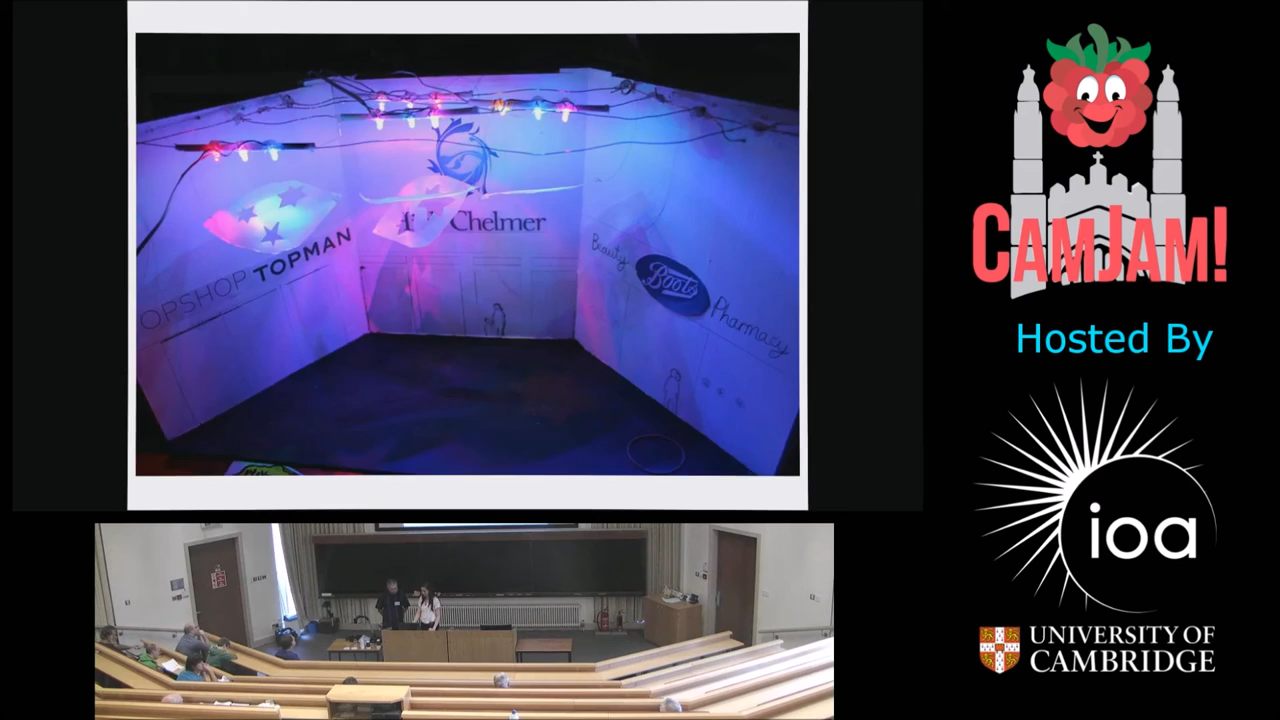 OPSHOP TOPMAN
Chelmer
Beauty
Boots
Pharmacy
CAMJAM!
Hosted By
ioa
UNIVERSITY OF
CAMBRIDGE